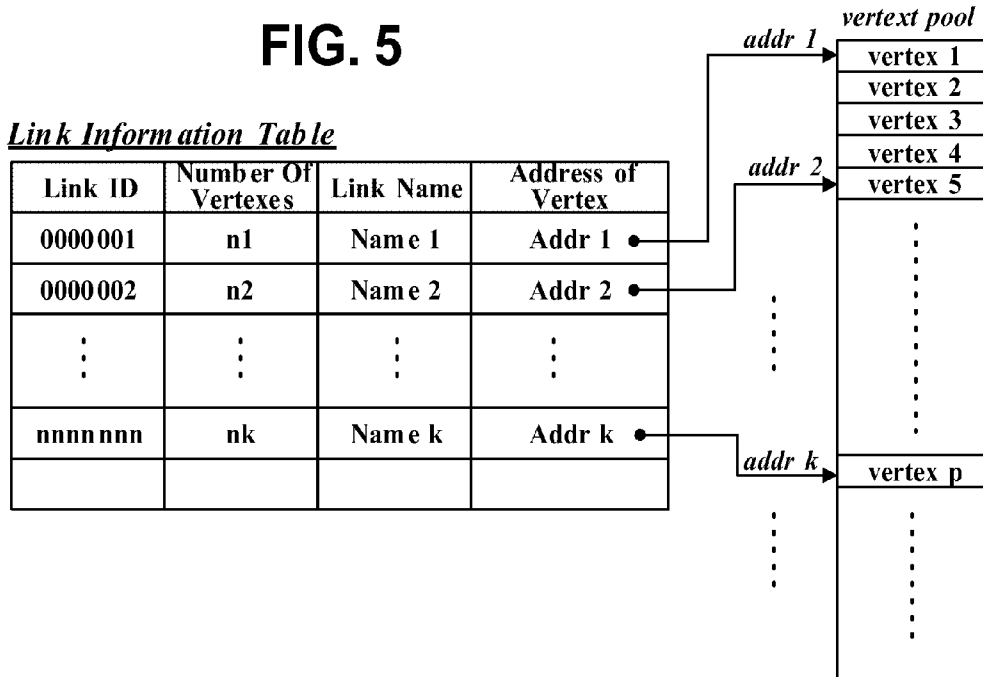 FIG. 5
Link Information Table
Link ID
Number Of
Vertexes
Link Name
Address of
Vertex
0000001
n1
Name 1
Addr 1
0000002
n2
Name 2
Addr 2
nnnnnnn
nk
Name k
Addr k
addr 1
addr 2
addr k
vertext pool
vertex 1
vertex 2
vertex 3
vertex 4
vertex 5
vertex p